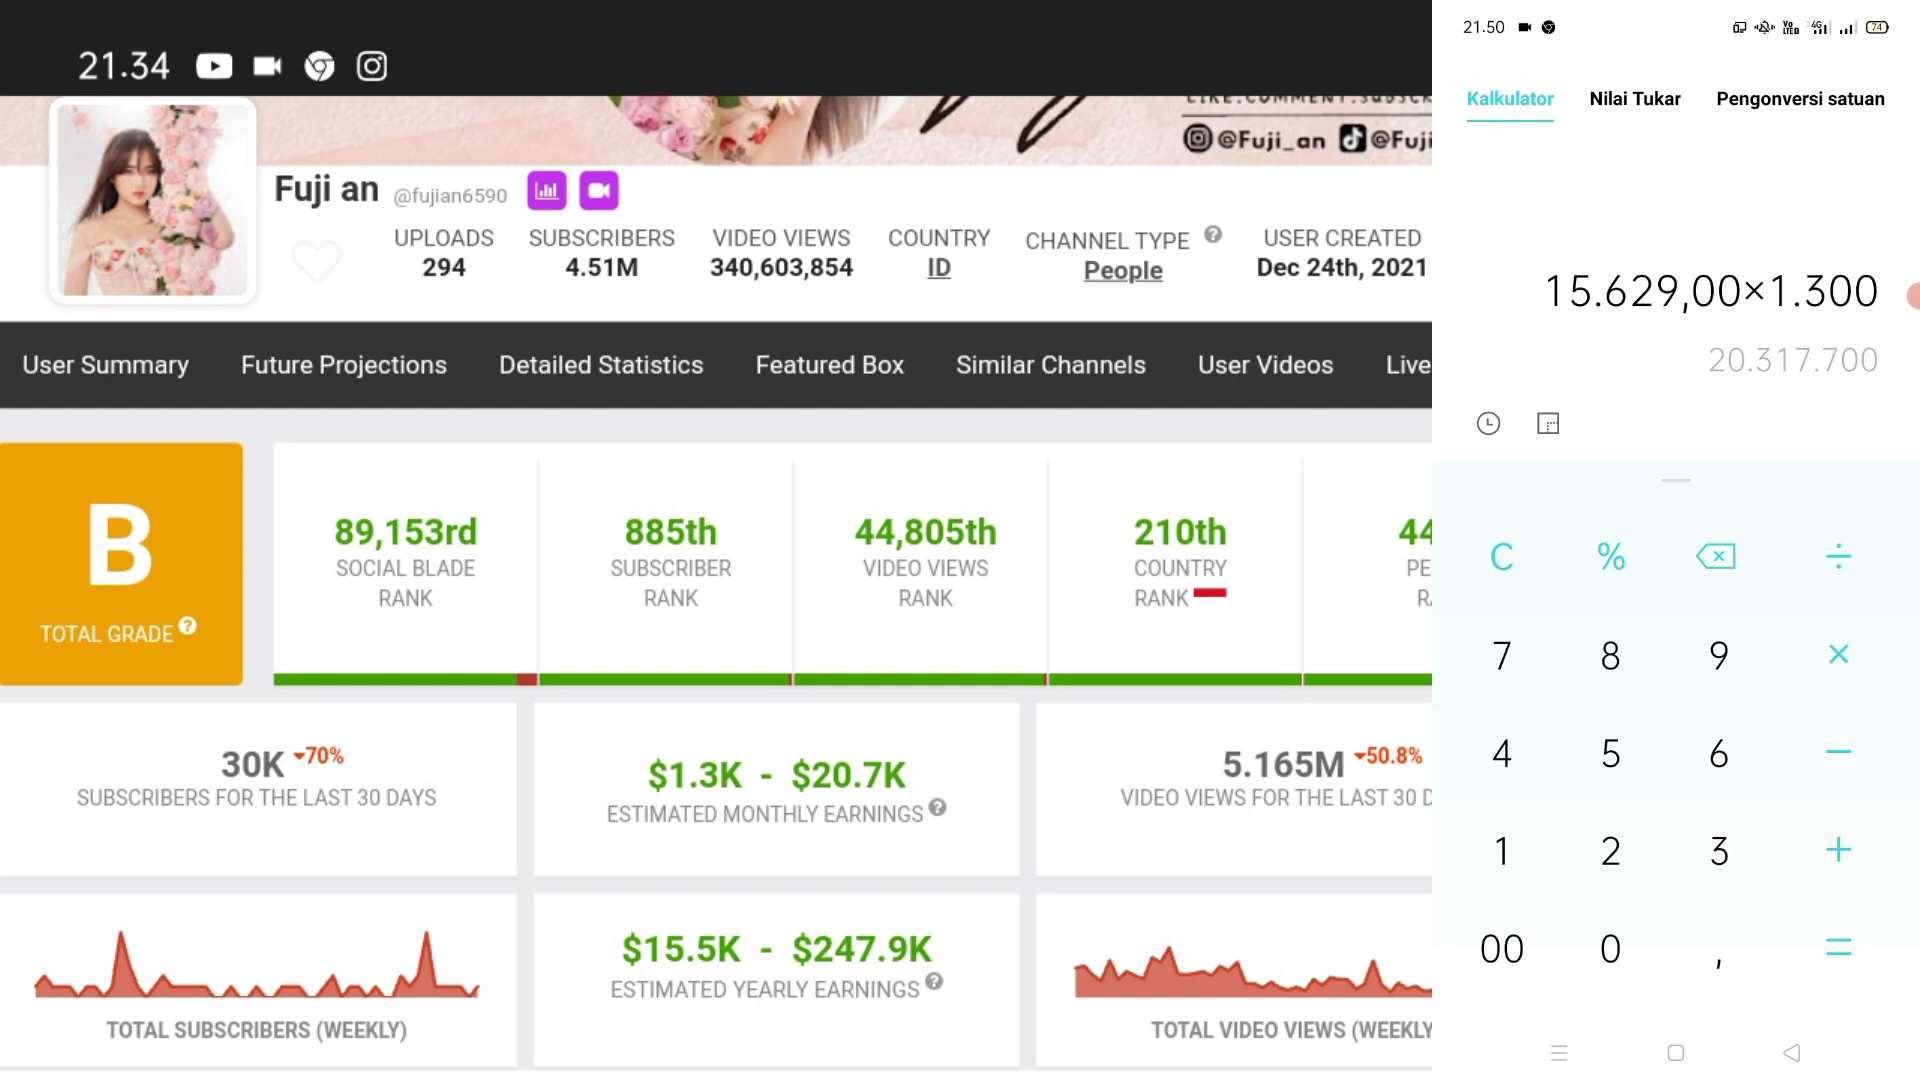 21.34
@Fuji_an
Fuji an @fujian6590
UPLOADS
294
SUBSCRIBERS
4.51M
VIDEO VIEWS
340,603,854
COUNTRY
ID
CHANNEL TYPE
People
USER CREATED
Dec 24th, 2021
User Summary
Future Projections
Detailed Statistics
Featured Box
Similar Channels
User Videos
Live
B
TOTAL GRADE
89,153rd
SOCIAL BLADE
RANK
885th
SUBSCRIBER
RANK
44,805th
VIDEO VIEWS
RANK
210th
COUNTRY
RANK
44
30K 70%
SUBSCRIBERS FOR THE LAST 30 DAYS
$1.3K - $20.7K
ESTIMATED MONTHLY EARNINGS
5.165M 50.8%
VIDEO VIEWS FOR THE LAST 30 D
TOTAL SUBSCRIBERS (WEEKLY)
$15.5K - $247.9K
ESTIMATED YEARLY EARNINGS
TOTAL VIDEO VIEWS (WEEKLY
21.50
4G
74
Kalkulator
Nilai Tukar
Pengonversi satuan
15.629,00×1.300
20.317.700
C % ÷
7 8 9 ×
4 5 6 −
1 2 3 +
00 0 , =